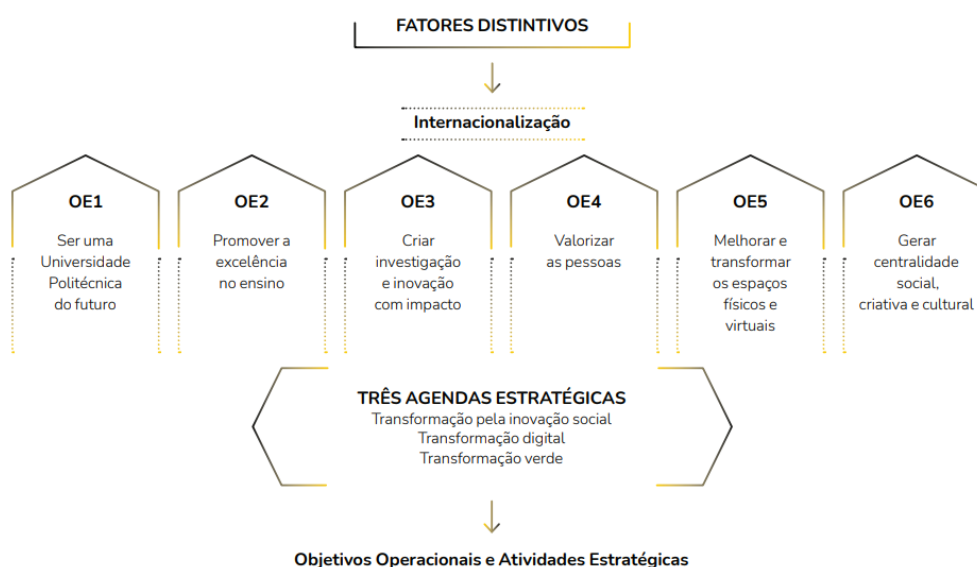 FATORES DISTINTIVOS
Internacionalização
OE1
Ser uma
Universidade
Politécnica
do futuro
OE2
Promover a
excelência
no ensino
OE3
Criar
investigação
e inovação
com impacto
OE4
Valorizar
as pessoas
OE5
Melhorar e
transformar
os espaços
físicos e
virtuais
OE6
Gerar
centralidade
social,
criativa e cultural
TRÊS AGENDAS ESTRATÉGICAS
Transformação pela inovação social
Transformação digital
Transformação verde
Objetivos Operacionais e Atividades Estratégicas